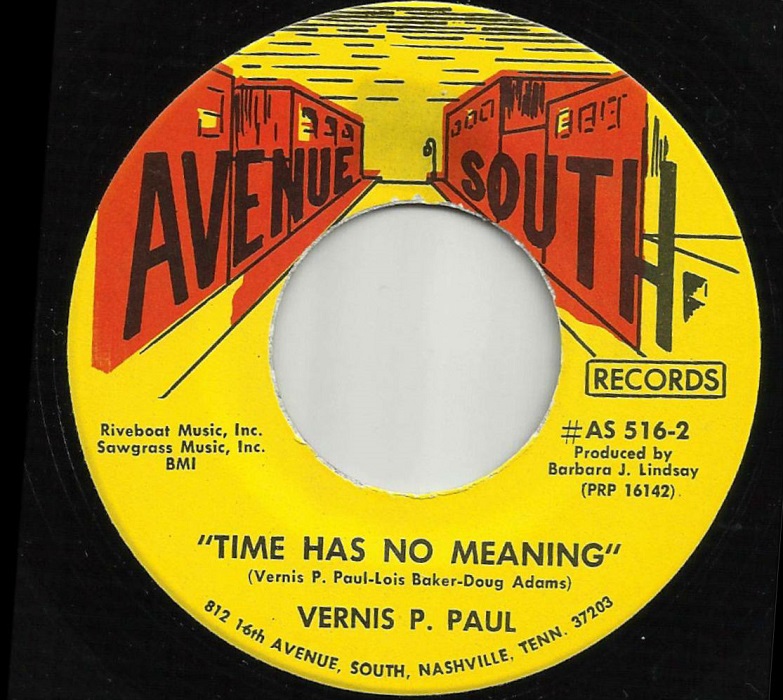 AVENUE SOUTH
RECORDS
Riveboat Music, Inc.
Sawgrass Music, Inc.
BMI
#AS 516-2
Produced by
Barbara J. Lindsay
(PRP 16142)
"TIME HAS NO MEANING"
(Vernis P. Paul-Lois Baker-Doug Adams)
VERNIS P. PAUL
812 16th AVENUE, SOUTH, NASHVILLE, TENN. 37203